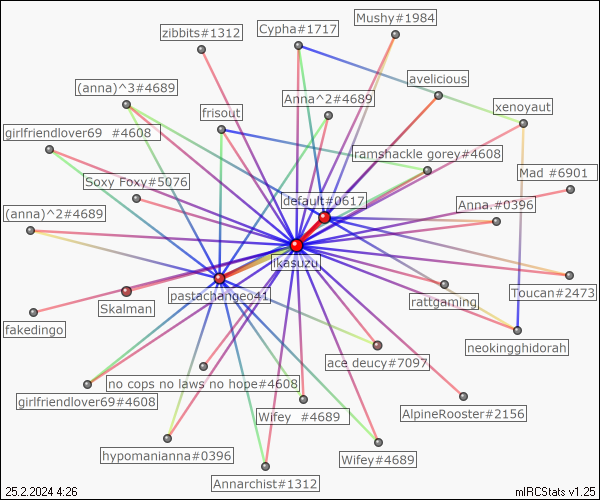 Mushy#1984
zibbits#1312
Cypha#1717
avelicious
(anna)^3#4689
Anna^2#4689
xenoyaut
frisout
girlfriendlover69 #4608
ramshackle gorey#4608
Soxy Foxy#5076
Mad #6901
default#0617
Anna.#0396
(anna)^2#4689
ikasuzu
Toucan#2473
pastachangeo41
rattgaming
Skalman
fakedingo
neokingghidorah
ace deucy#7097
no cops no laws no hope#4608
girlfriendlover69#4608
AlpineRooster#2156
Wifey #4689
hypomanianna#0396
Wifey#4689
Annarchist#1312
25.2.2024 4:26
mIRCStats v1.25